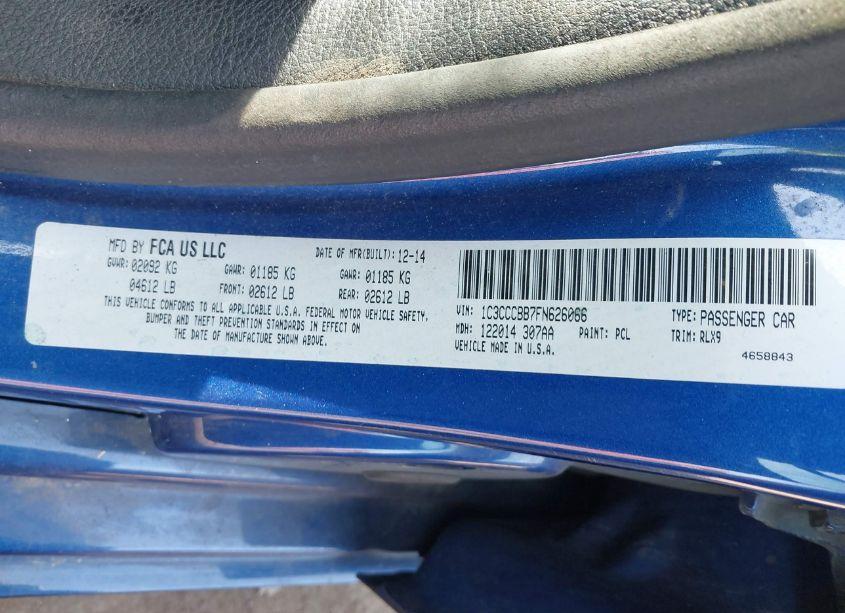 MFD BY FCA US LLC
DATE OF MFR(BUILT): 12-14
GVWR: 02092 KG GAWR: 01185 KG GAWR: 01185 KG
04612 LB FRONT: 02612 LB REAR: 02612 LB
THIS VEHICLE CONFORMS TO ALL APPLICABLE U.S.A. FEDERAL MOTOR VEHICLE SAFETY,
BUMPER AND THEFT PREVENTION STANDARDS IN EFFECT ON
THE DATE OF MANUFACTURE SHOWN ABOVE.
VIN: 1C3CCCBB7FN626066 TYPE: PASSENGER CAR
MDH: 122014 307AA PAINT: PCL TRIM: RLX9
VEHICLE MADE IN U.S.A.
4658843